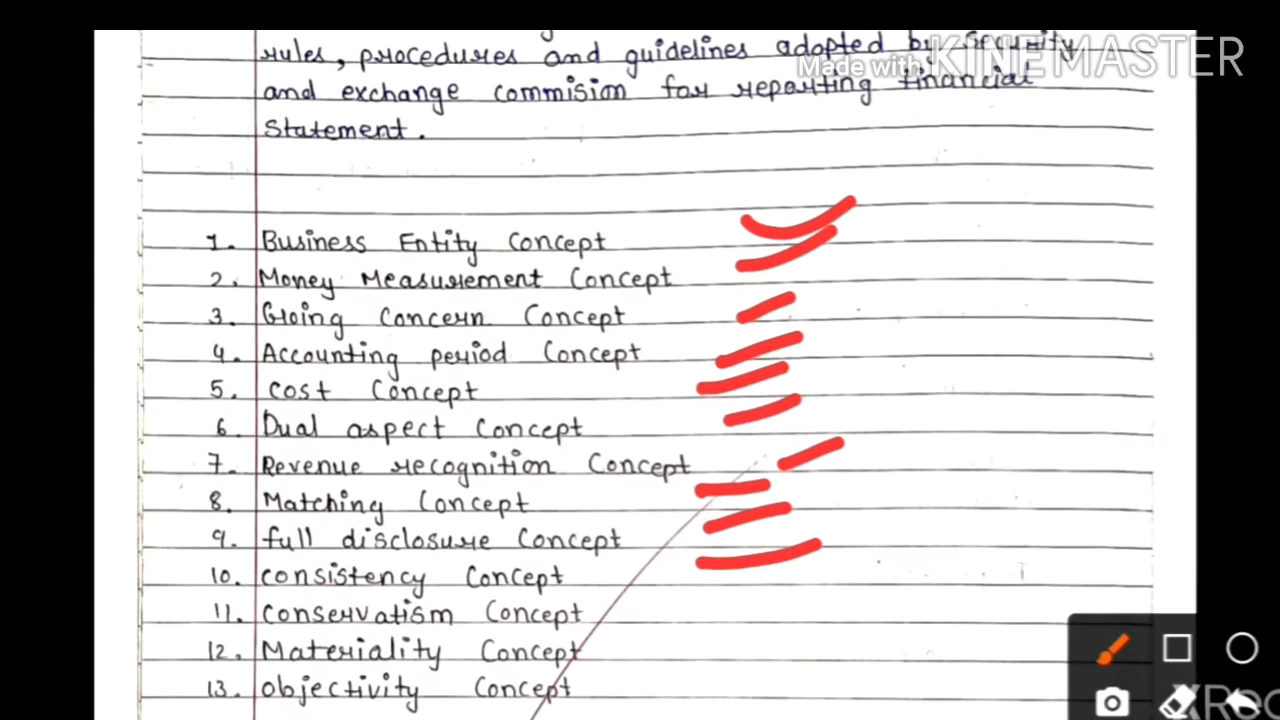 rules, procedures and guidelines adopted by Security
Made with KINEMASTER
and exchange commision for reporting financial
Statement.
1. Business Entity Concept
2. Money Measurement Concept
3. Going Concern Concept
4. Accounting period Concept
5. Cost Concept
6. Dual aspect Concept
7. Revenue recognition Concept
8. Matching Concept
9. full disclosure Concept
10. Consistency Concept
11. Conservatism Concept
12. Materiality Concept
13. Objectivity Concept